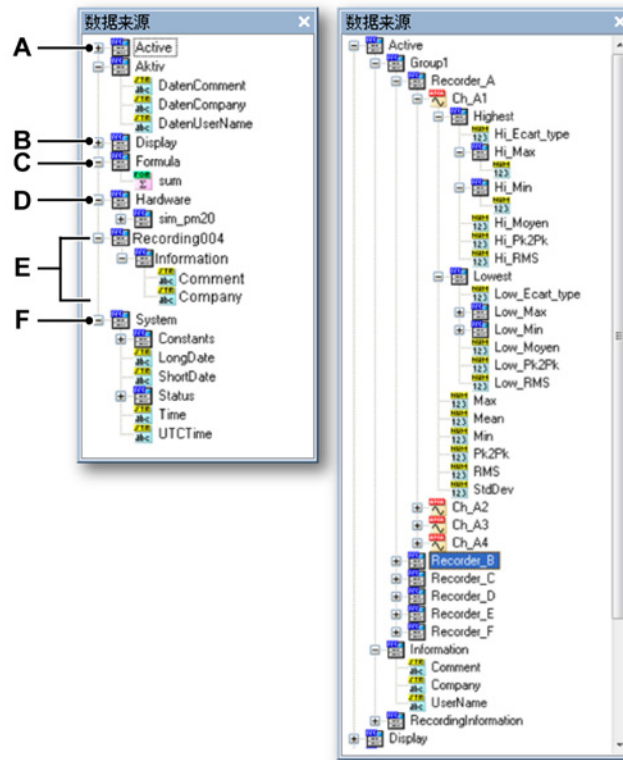 数据来源
A
Active
Aktiv
DatenComment
DatenCompany
DatenUserName
B
Display
C
Formula
sum
D
Hardware
sim_pm20
E
Recording004
Information
Comment
Company
F
System
Constants
LongDate
ShortDate
Status
Time
UTCTime
数据来源
Active
Group1
Recorder_A
Ch_A1
Highest
Hi_Ecart_type
Hi_Max
Hi_Min
Hi_Moyen
Hi_Pk2Pk
Hi_RMS
Lowest
Low_Ecart_type
Low_Max
Low_Min
Low_Moyen
Low_Pk2Pk
Low_RMS
Max
Mean
Min
Pk2Pk
RMS
StdDev
Ch_A2
Ch_A3
Ch_A4
Recorder_B
Recorder_C
Recorder_D
Recorder_E
Recorder_F
Information
Comment
Company
UserName
RecordingInformation
Display